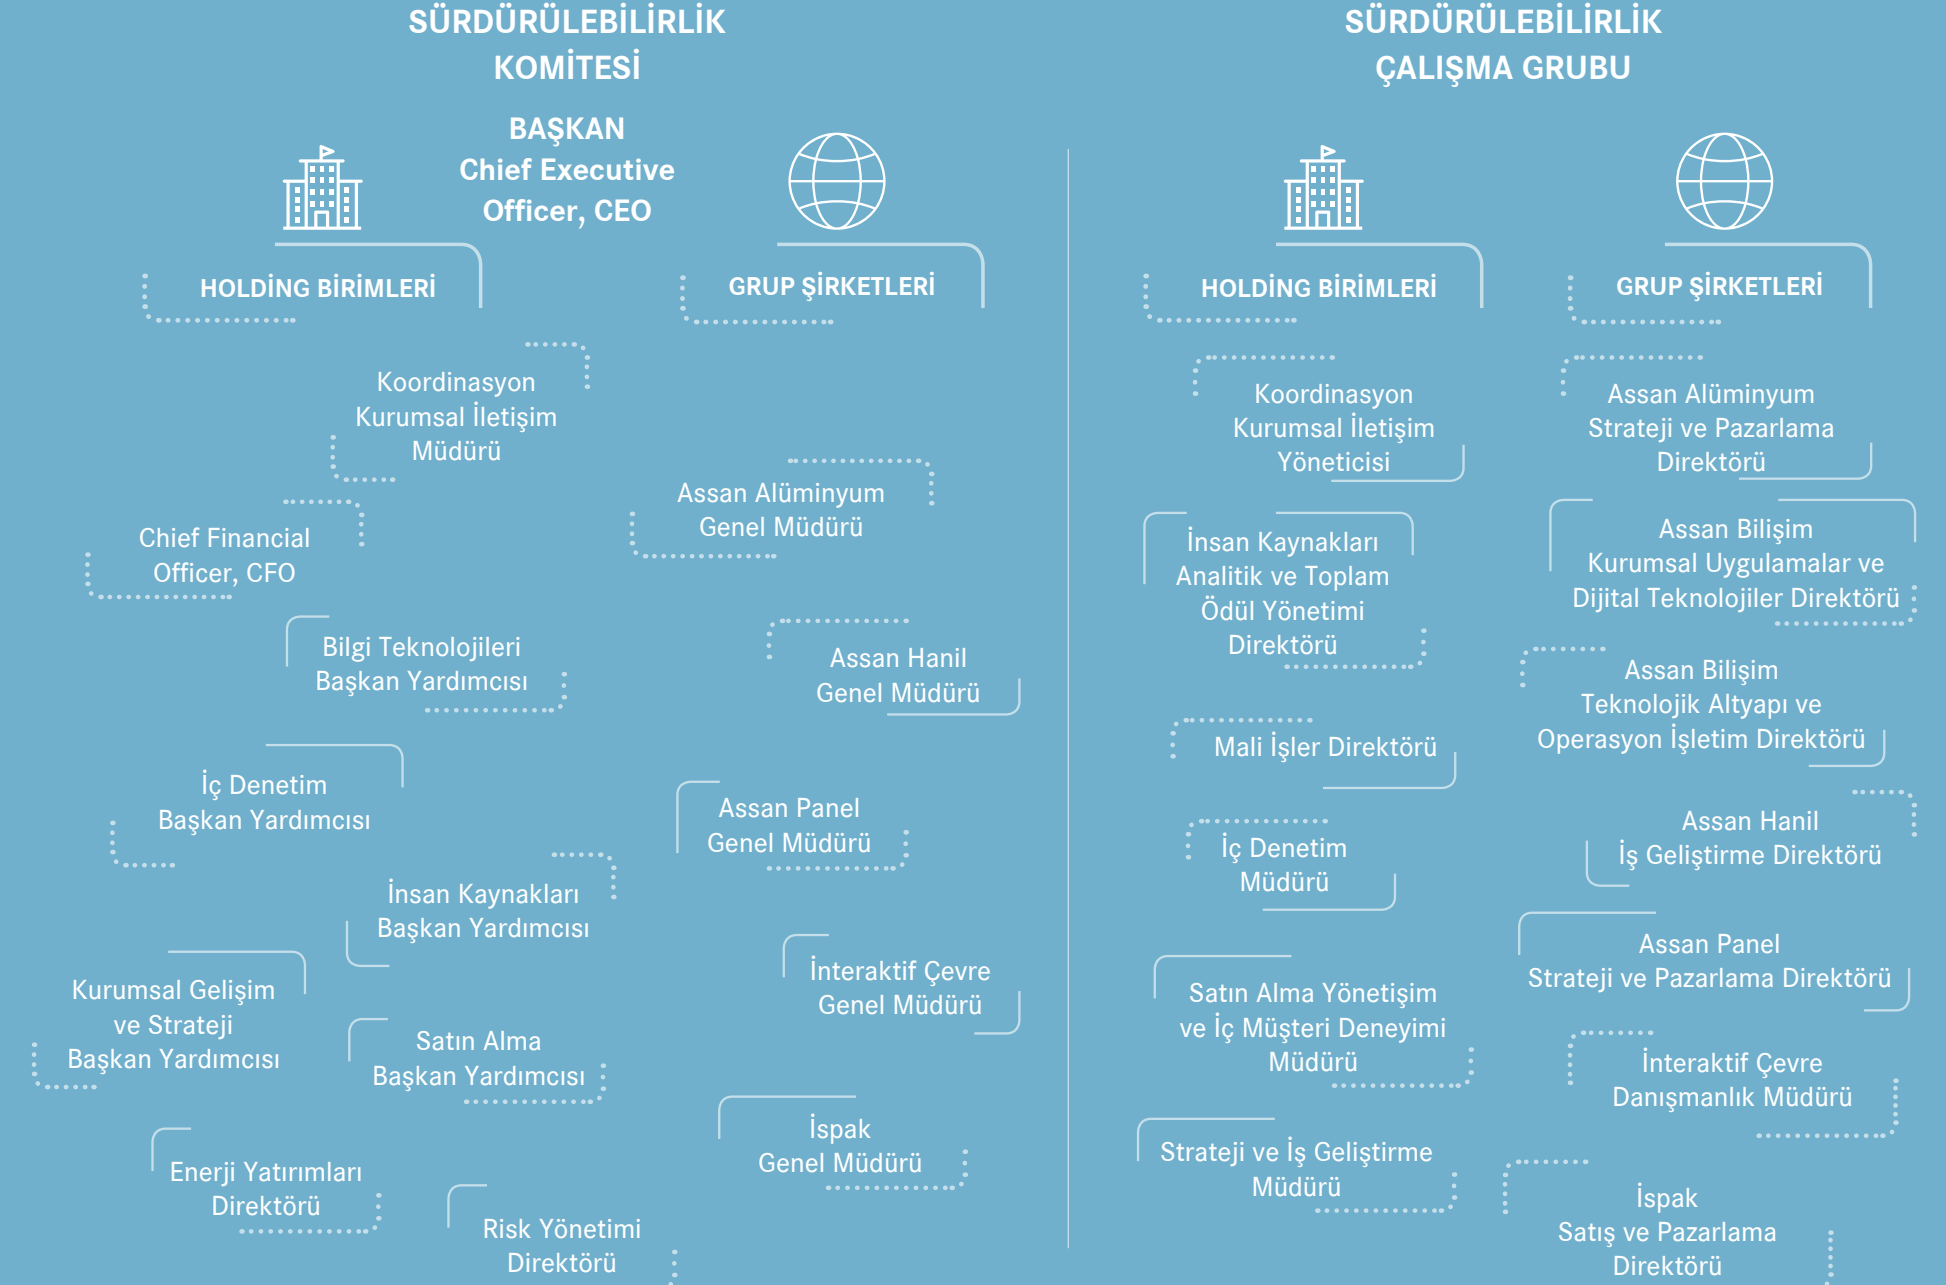 SÜRDÜRÜLEBİLİRLİK
KOMİTESİ
BAŞKAN
Chief Executive
Officer, CEO
HOLDİNG BİRİMLERİ
Koordinasyon
Kurumsal İletişim
Müdürü
Chief Financial
Officer, CFO
Bilgi Teknolojileri
Başkan Yardımcısı
İç Denetim
Başkan Yardımcısı
İnsan Kaynakları
Başkan Yardımcısı
Kurumsal Gelişim
ve Strateji
Başkan Yardımcısı
Satın Alma
Başkan Yardımcısı
Enerji Yatırımları
Direktörü
Risk Yönetimi
Direktörü
GRUP ŞİRKETLERİ
Assan Alüminyum
Genel Müdürü
Assan Hanil
Genel Müdürü
Assan Panel
Genel Müdürü
İnteraktif Çevre
Genel Müdürü
İspak
Genel Müdürü
SÜRDÜRÜLEBİLİRLİK
ÇALIŞMA GRUBU
HOLDİNG BİRİMLERİ
Koordinasyon
Kurumsal İletişim
Yöneticisi
İnsan Kaynakları
Analitik ve Toplam
Ödül Yönetimi
Direktörü
Mali İşler Direktörü
İç Denetim
Müdürü
Satın Alma Yönetişim
ve İç Müşteri Deneyimi
Müdürü
Strateji ve İş Geliştirme
Müdürü
GRUP ŞİRKETLERİ
Assan Alüminyum
Strateji ve Pazarlama
Direktörü
Assan Bilişim
Kurumsal Uygulamalar ve
Dijital Teknolojiler Direktörü
Assan Bilişim
Teknolojik Altyapı ve
Operasyon İşletim Direktörü
Assan Hanil
İş Geliştirme Direktörü
Assan Panel
Strateji ve Pazarlama Direktörü
İnteraktif Çevre
Danışmanlık Müdürü
İspak
Satış ve Pazarlama
Direktörü